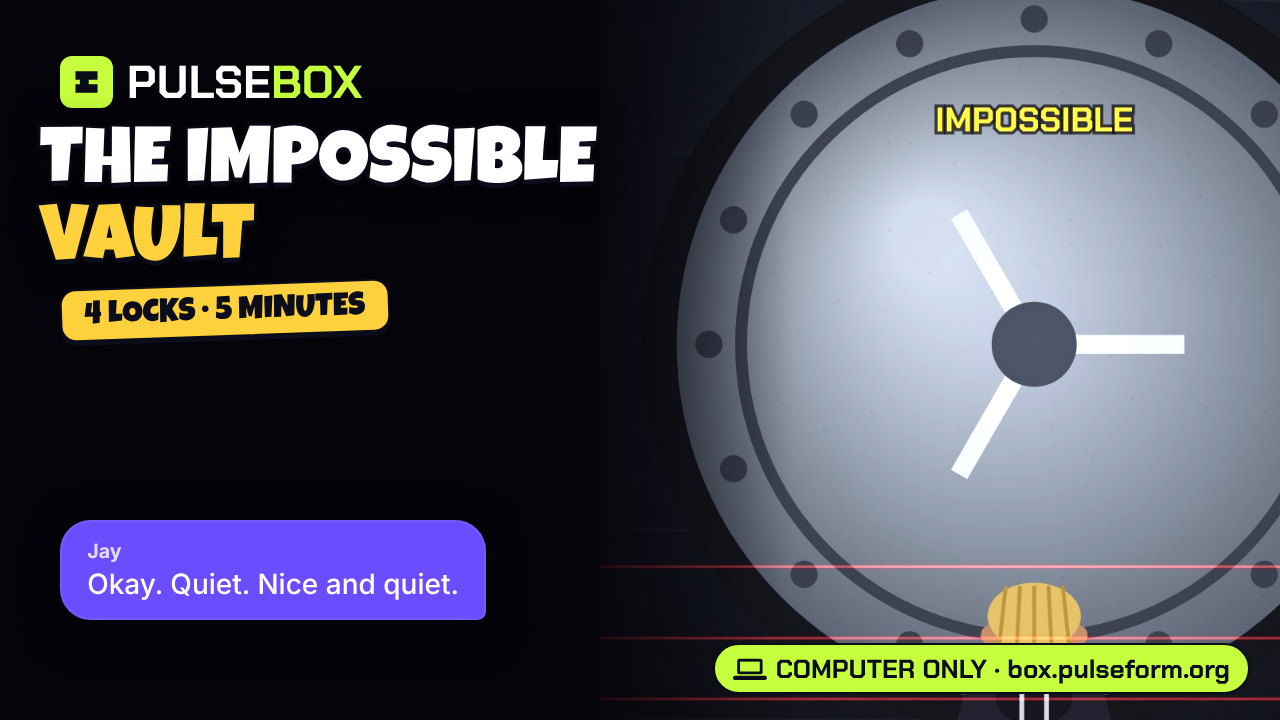 PULSEBOX
THE IMPOSSIBLE
VAULT
4 LOCKS · 5 MINUTES
IMPOSSIBLE
Jay
Okay. Quiet. Nice and quiet.
COMPUTER ONLY · box.pulseform.org